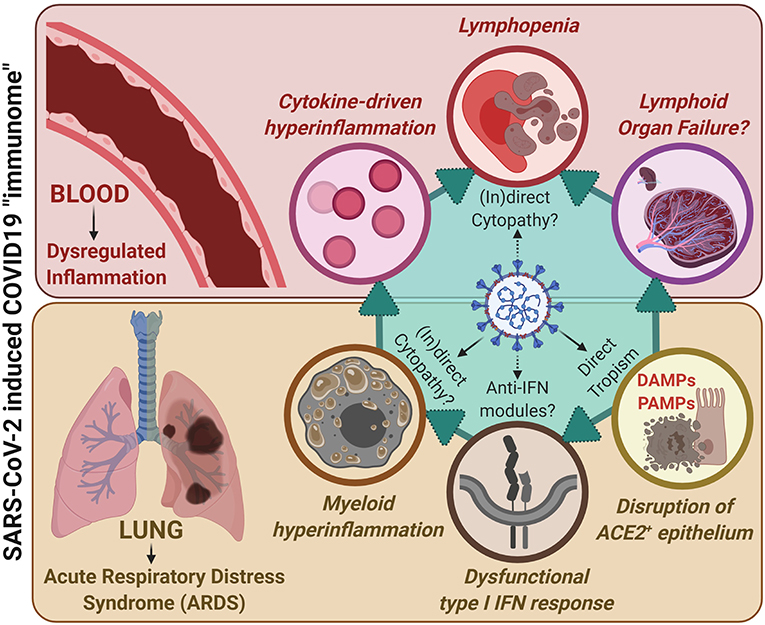 SARS-CoV-2 induced COVID19 "immunome"
Lymphopenia
Cytokine-driven
hyperinflammation
Lymphoid
Organ Failure?
BLOOD
Dysregulated
Inflammation
(In)direct
Cytopathy?
(In)direct
Cytopathy?
Anti-IFN
modules?
Direct
Tropism
DAMPs
PAMPs
LUNG
Acute Respiratory Distress
Syndrome (ARDS)
Myeloid
hyperinflammation
Dysfunctional
type I IFN response
Disruption of
ACE2⁺ epithelium